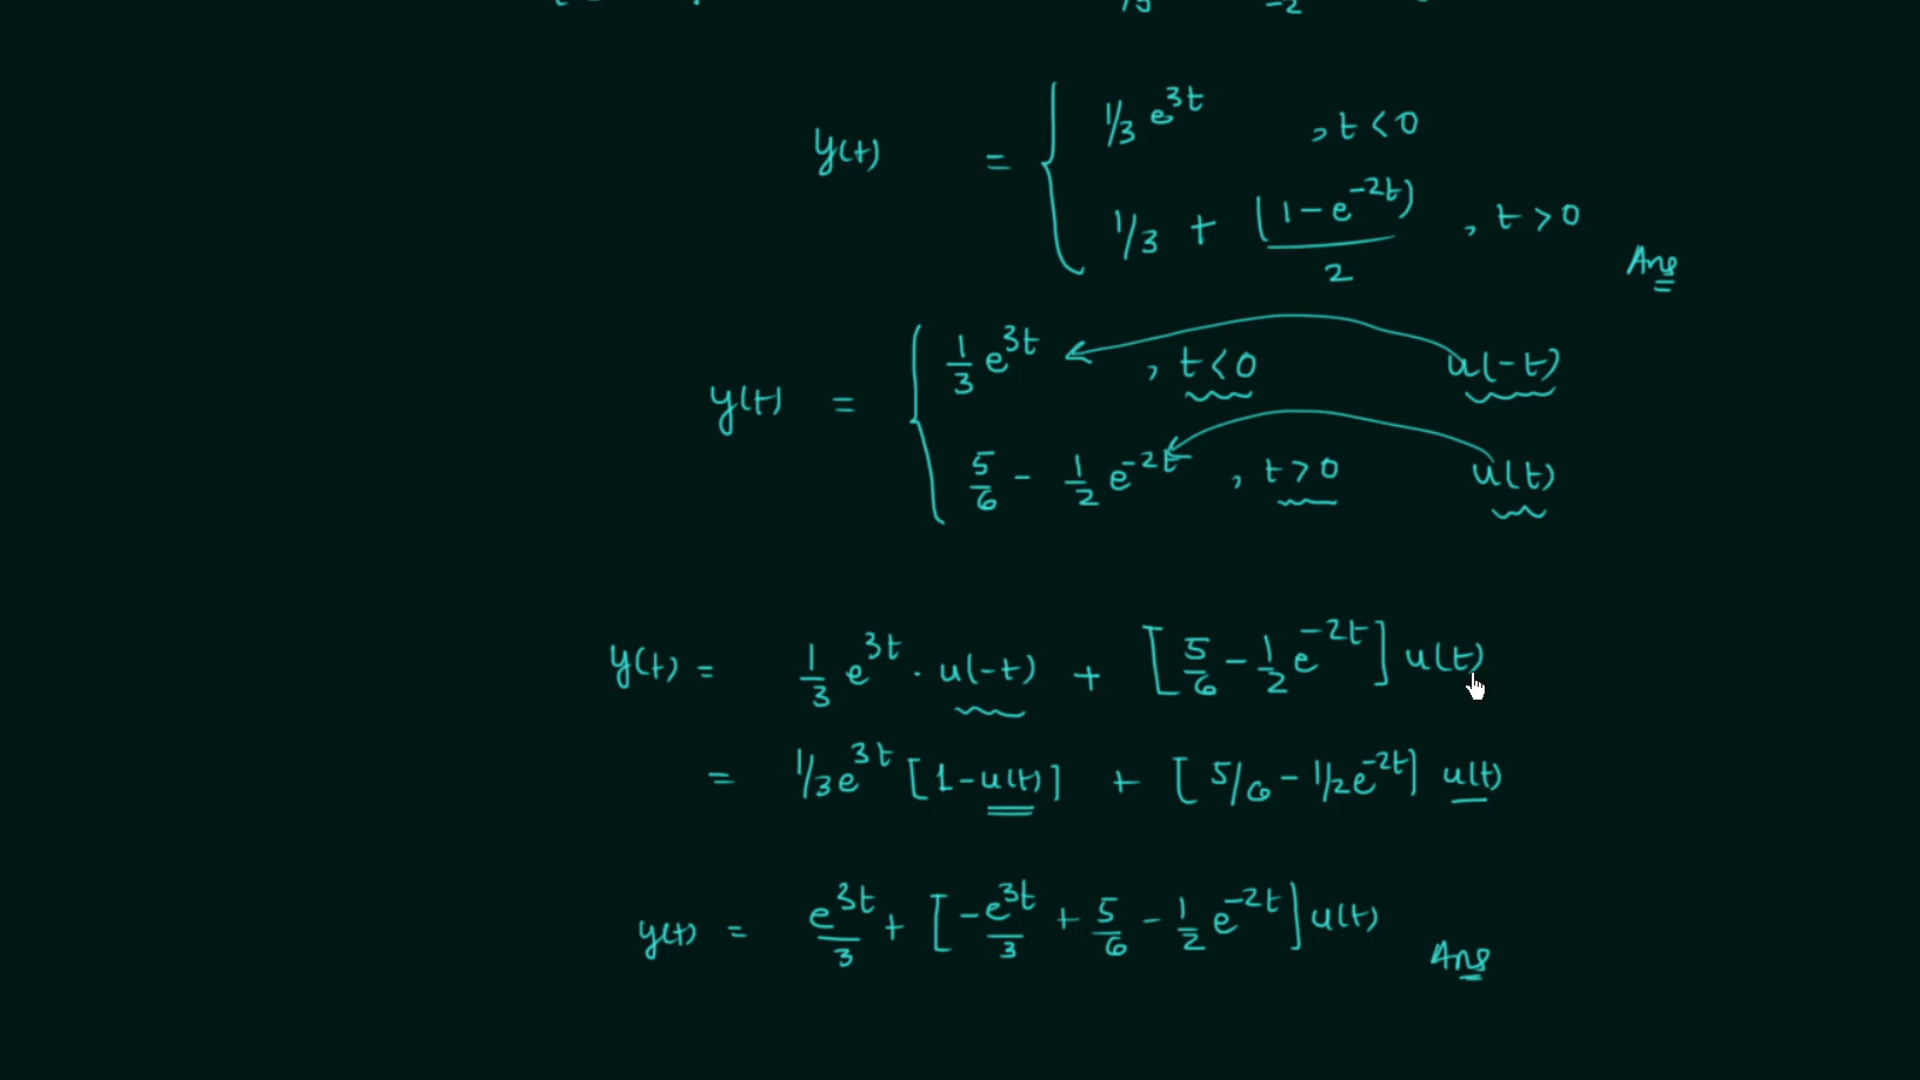 y(t) = { 1/3 e^3t , t < 0
1/3 + (1 - e^-2t)/2 , t > 0
Ans
y(t) = { 1/3 e^3t , t < 0 u(-t)
5/6 - 1/2 e^-2t , t > 0 u(t)
y(t) = 1/3 e^3t . u(-t) + [5/6 - 1/2 e^-2t] u(t)
= 1/3 e^3t [1 - u(t)] + [5/6 - 1/2 e^-2t] u(t)
y(t) = e^3t/3 + [-e^3t/3 + 5/6 - 1/2 e^-2t] u(t)
Ans